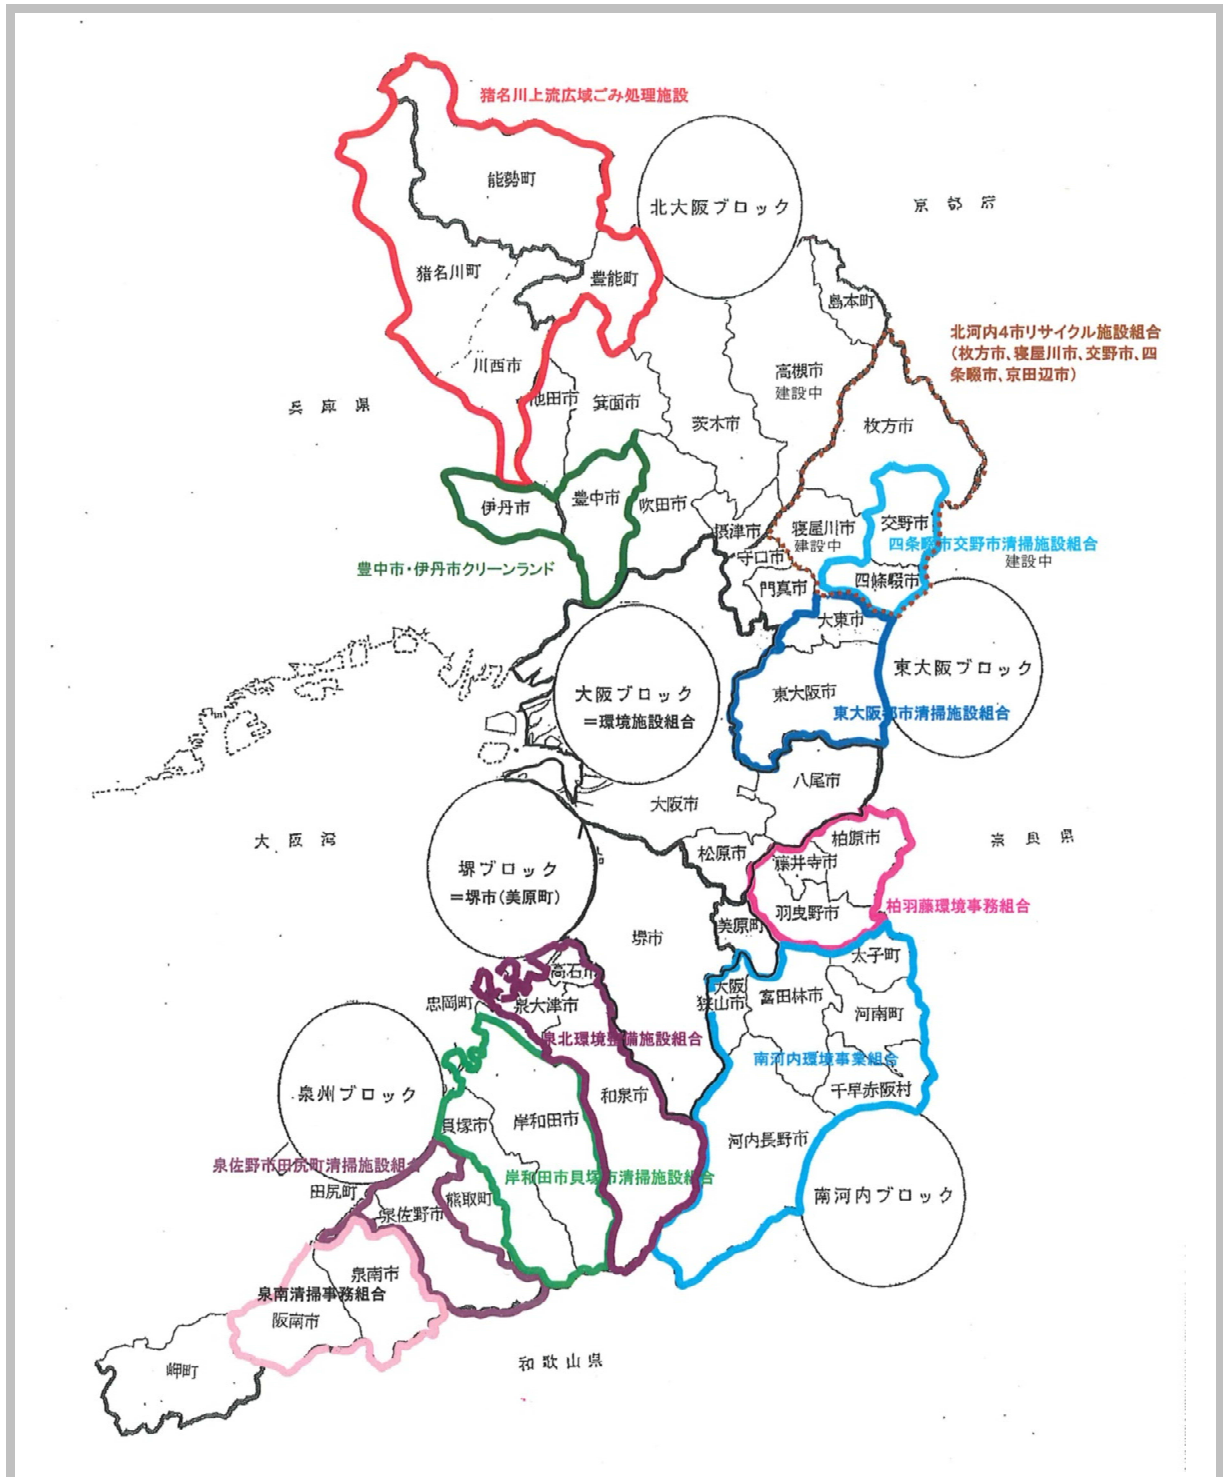 猪名川上流広域ごみ処理施設
能勢町
北大阪ブロック
京都府
猪名川町
豊能町
島本町
北河内4市リサイクル施設組合
(枚方市、寝屋川市、交野市、四
条畷市、京田辺市)
川西市
高槻市
建設中
兵庫県
池田市
箕面市
茨木市
枚方市
伊丹市
豊中市
吹田市
摂津市
寝屋川市
建設中
交野市
四条畷市交野市清掃施設組合
建設中
守口市
豊中市・伊丹市クリーンランド
門真市
四條畷市
大東市
東大阪ブロック
大阪ブロック
=環境施設組合
東大阪市
東大阪都市清掃施設組合
八尾市
大阪市
大阪湾
奈良県
松原市
柏原市
藤井寺市
堺ブロック
=堺市(美原町)
羽曳野市
柏羽藤環境事務組合
美原町
堺市
太子町
高石市
大阪
狭山市
富田林市
忠岡町
泉大津市
河南町
泉北環境整備施設組合
南河内環境事業組合
泉州ブロック
和泉市
千早赤阪村
貝塚市
岸和田市
河内長野市
泉佐野市田尻町清掃施設組合
岸和田市貝塚市清掃施設組合
田尻町
熊取町
南河内ブロック
泉佐野市
泉南市
泉南清掃事務組合
阪南市
岬町
和歌山県